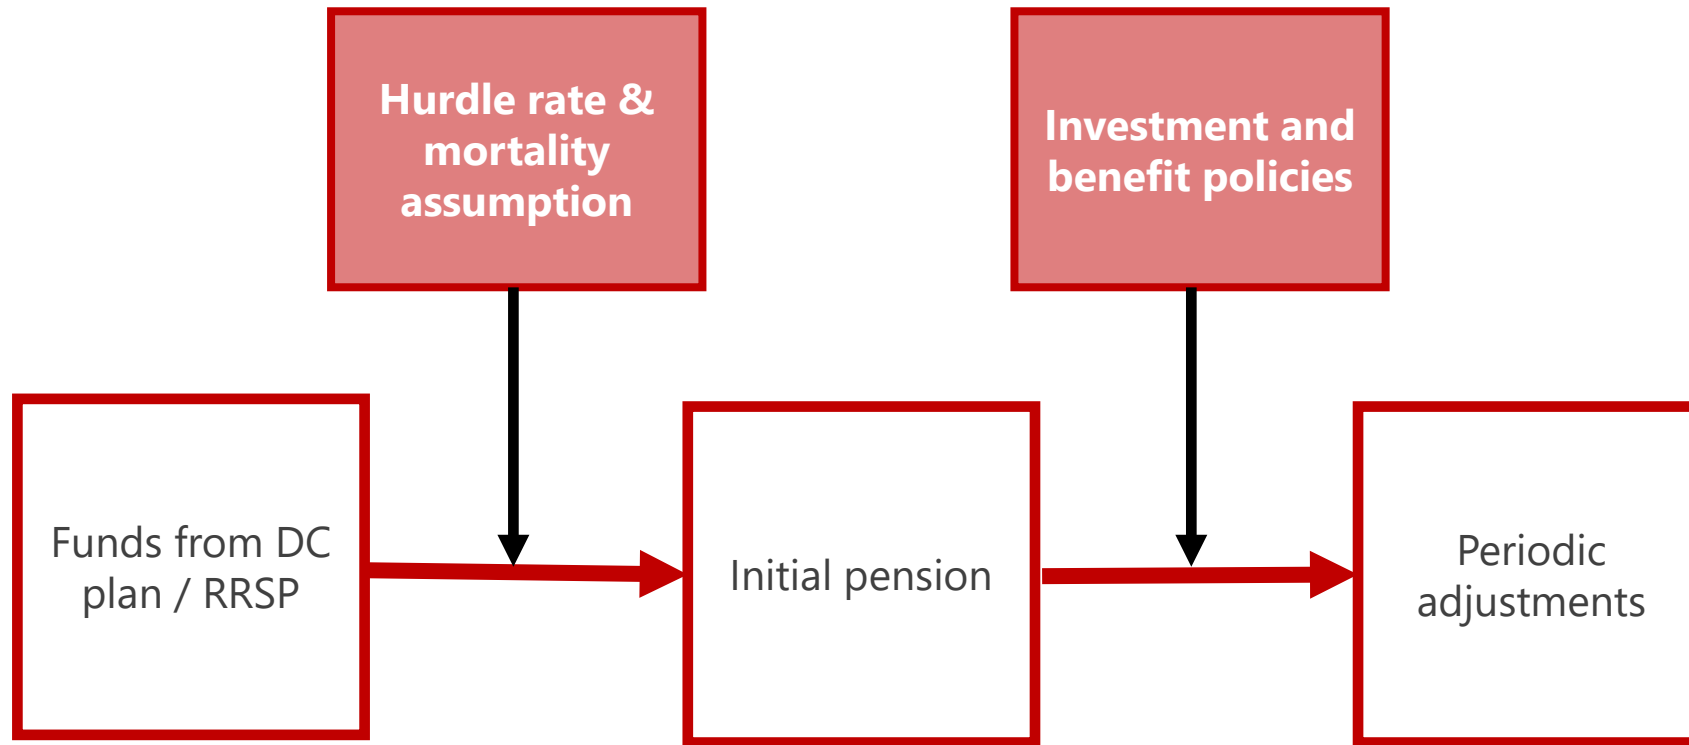 Hurdle rate &
mortality
assumption
Investment and
benefit policies
Funds from DC
plan / RRSP
Initial pension
Periodic
adjustments